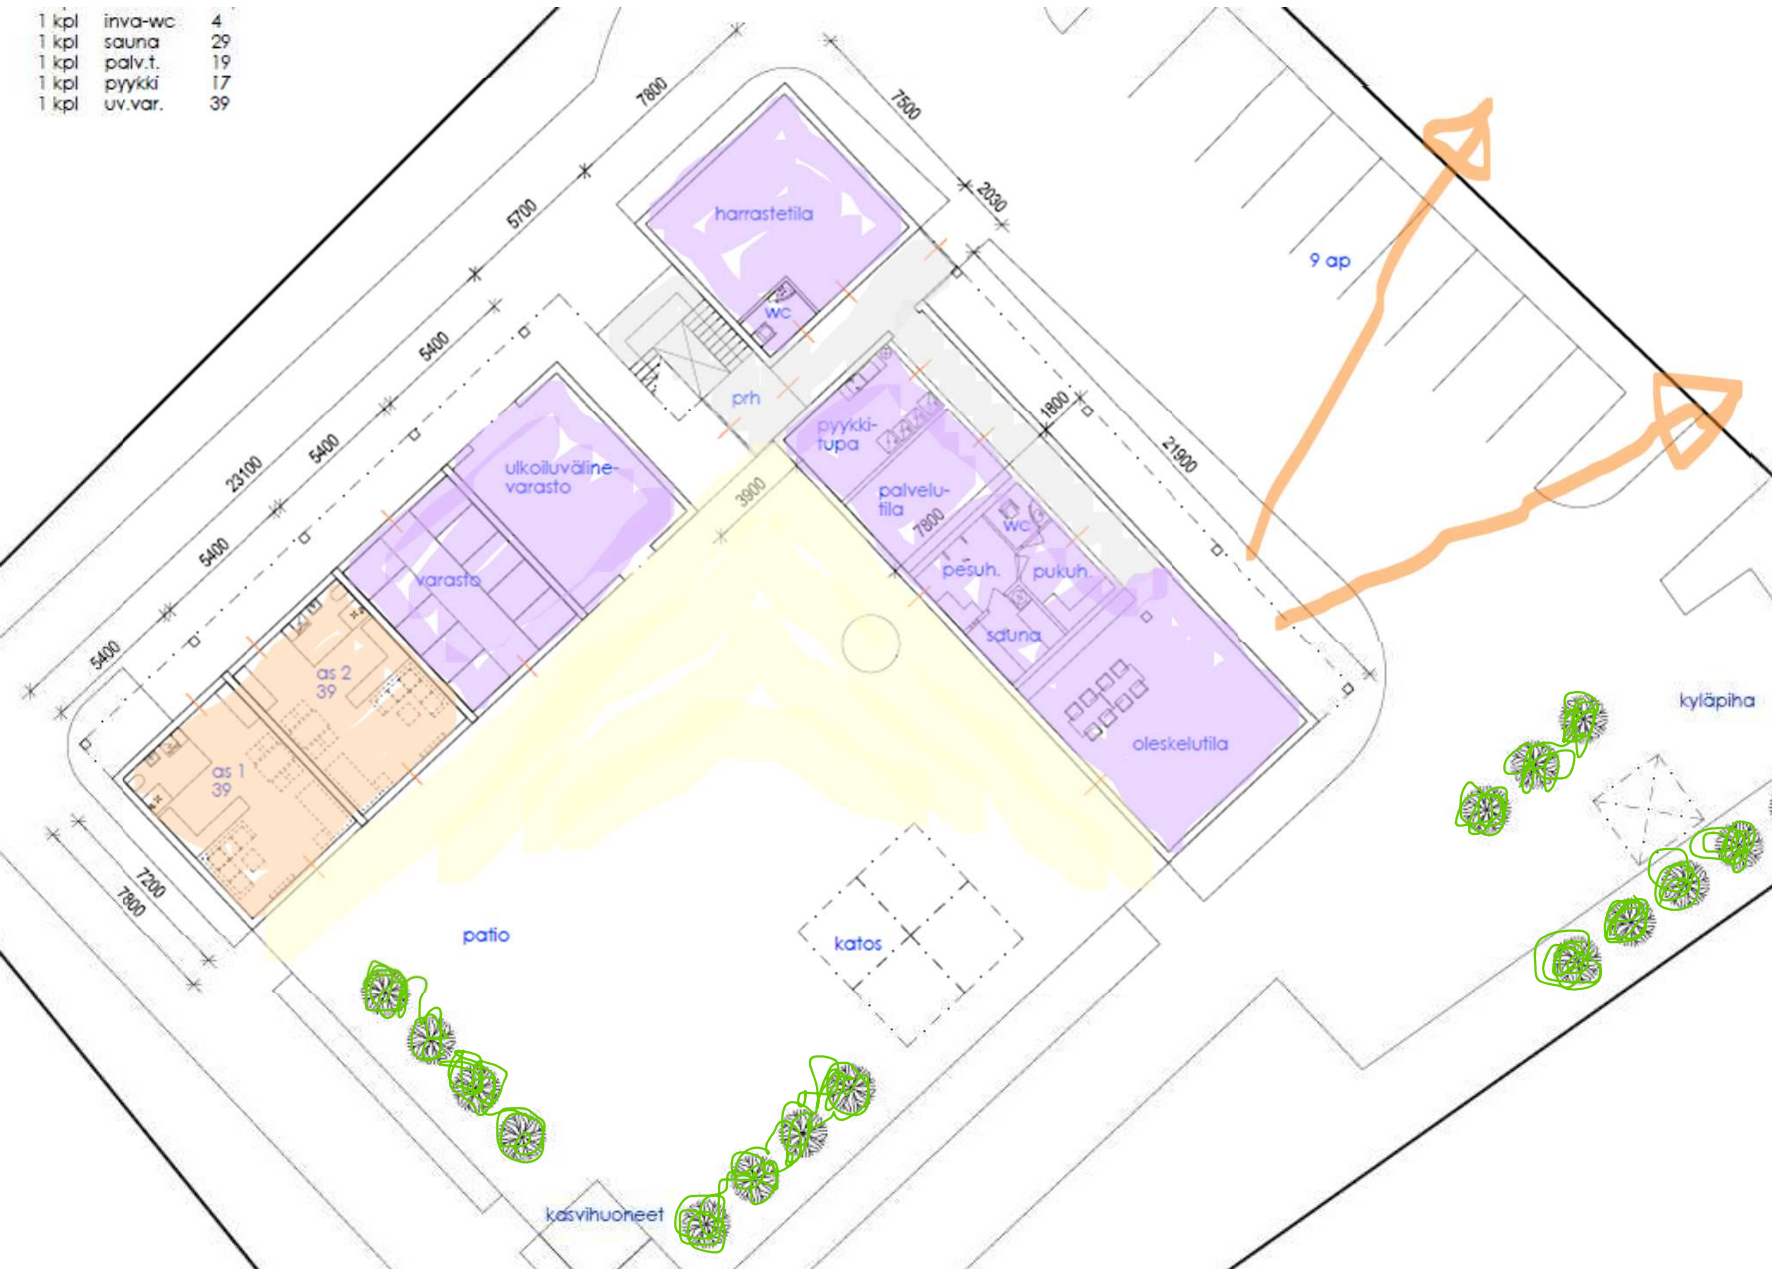 1 kpl inva-wc 4
1 kpl sauna 29
1 kpl palv.t. 19
1 kpl pyykki 17
1 kpl uv.var. 39
7800
7500
5700
2030
harrastetila
9 ap
wc
5400
prh
1800
5400
pyykki-
tupa
21900
23100
ulkoiluväline-
varasto
3900
palvelu-
tila
7800
wc
5400
varasto
pesuh.
pukuh.
sauna
5400
as 2
39
kyläpiha
oleskelutila
as 1
39
7200
7800
patio
katos
kasvihuoneet